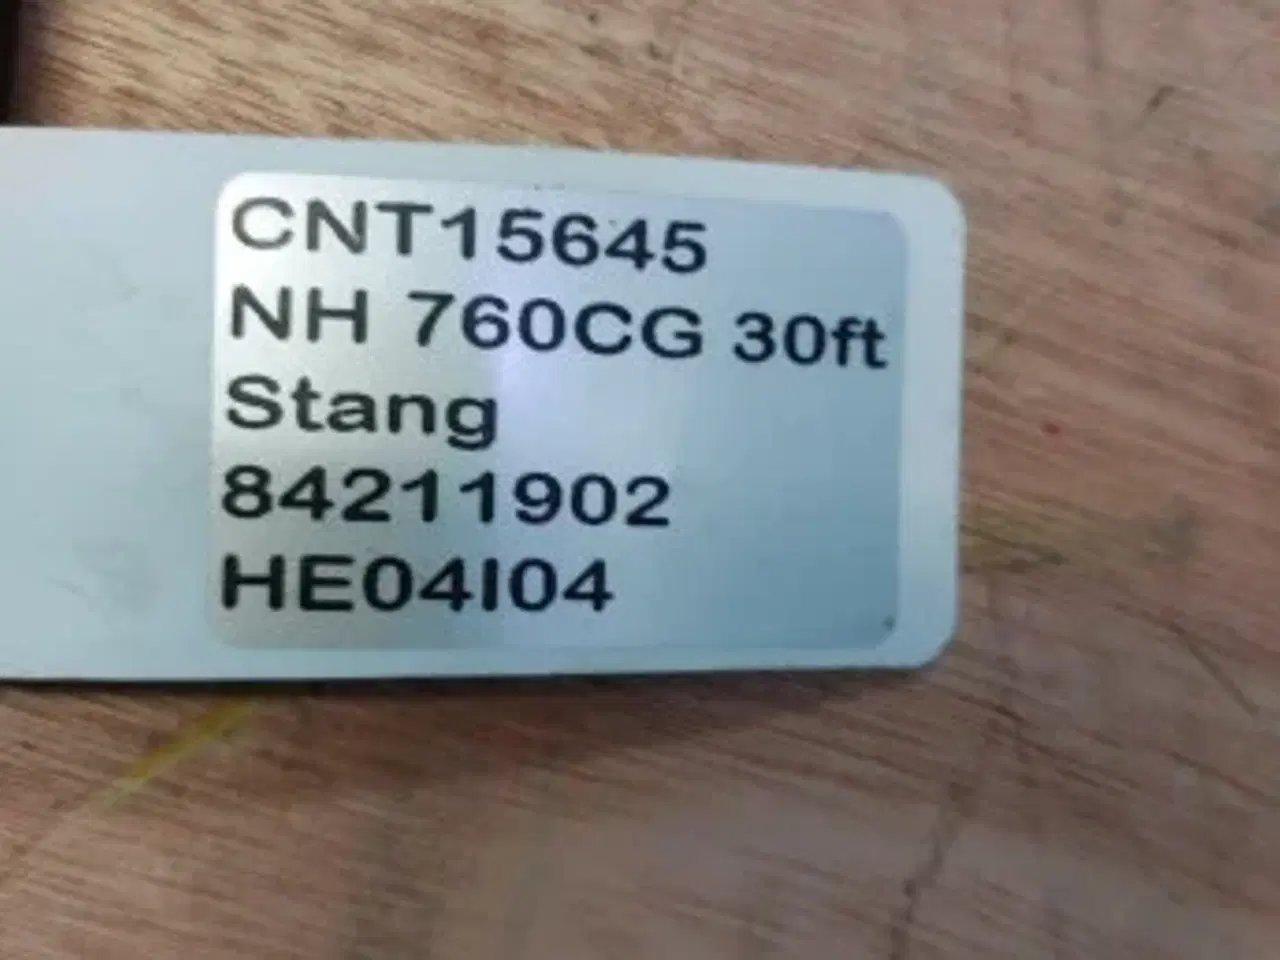 CNT15645
NH 760CG 30ft
Stang
84211902
HE04I04